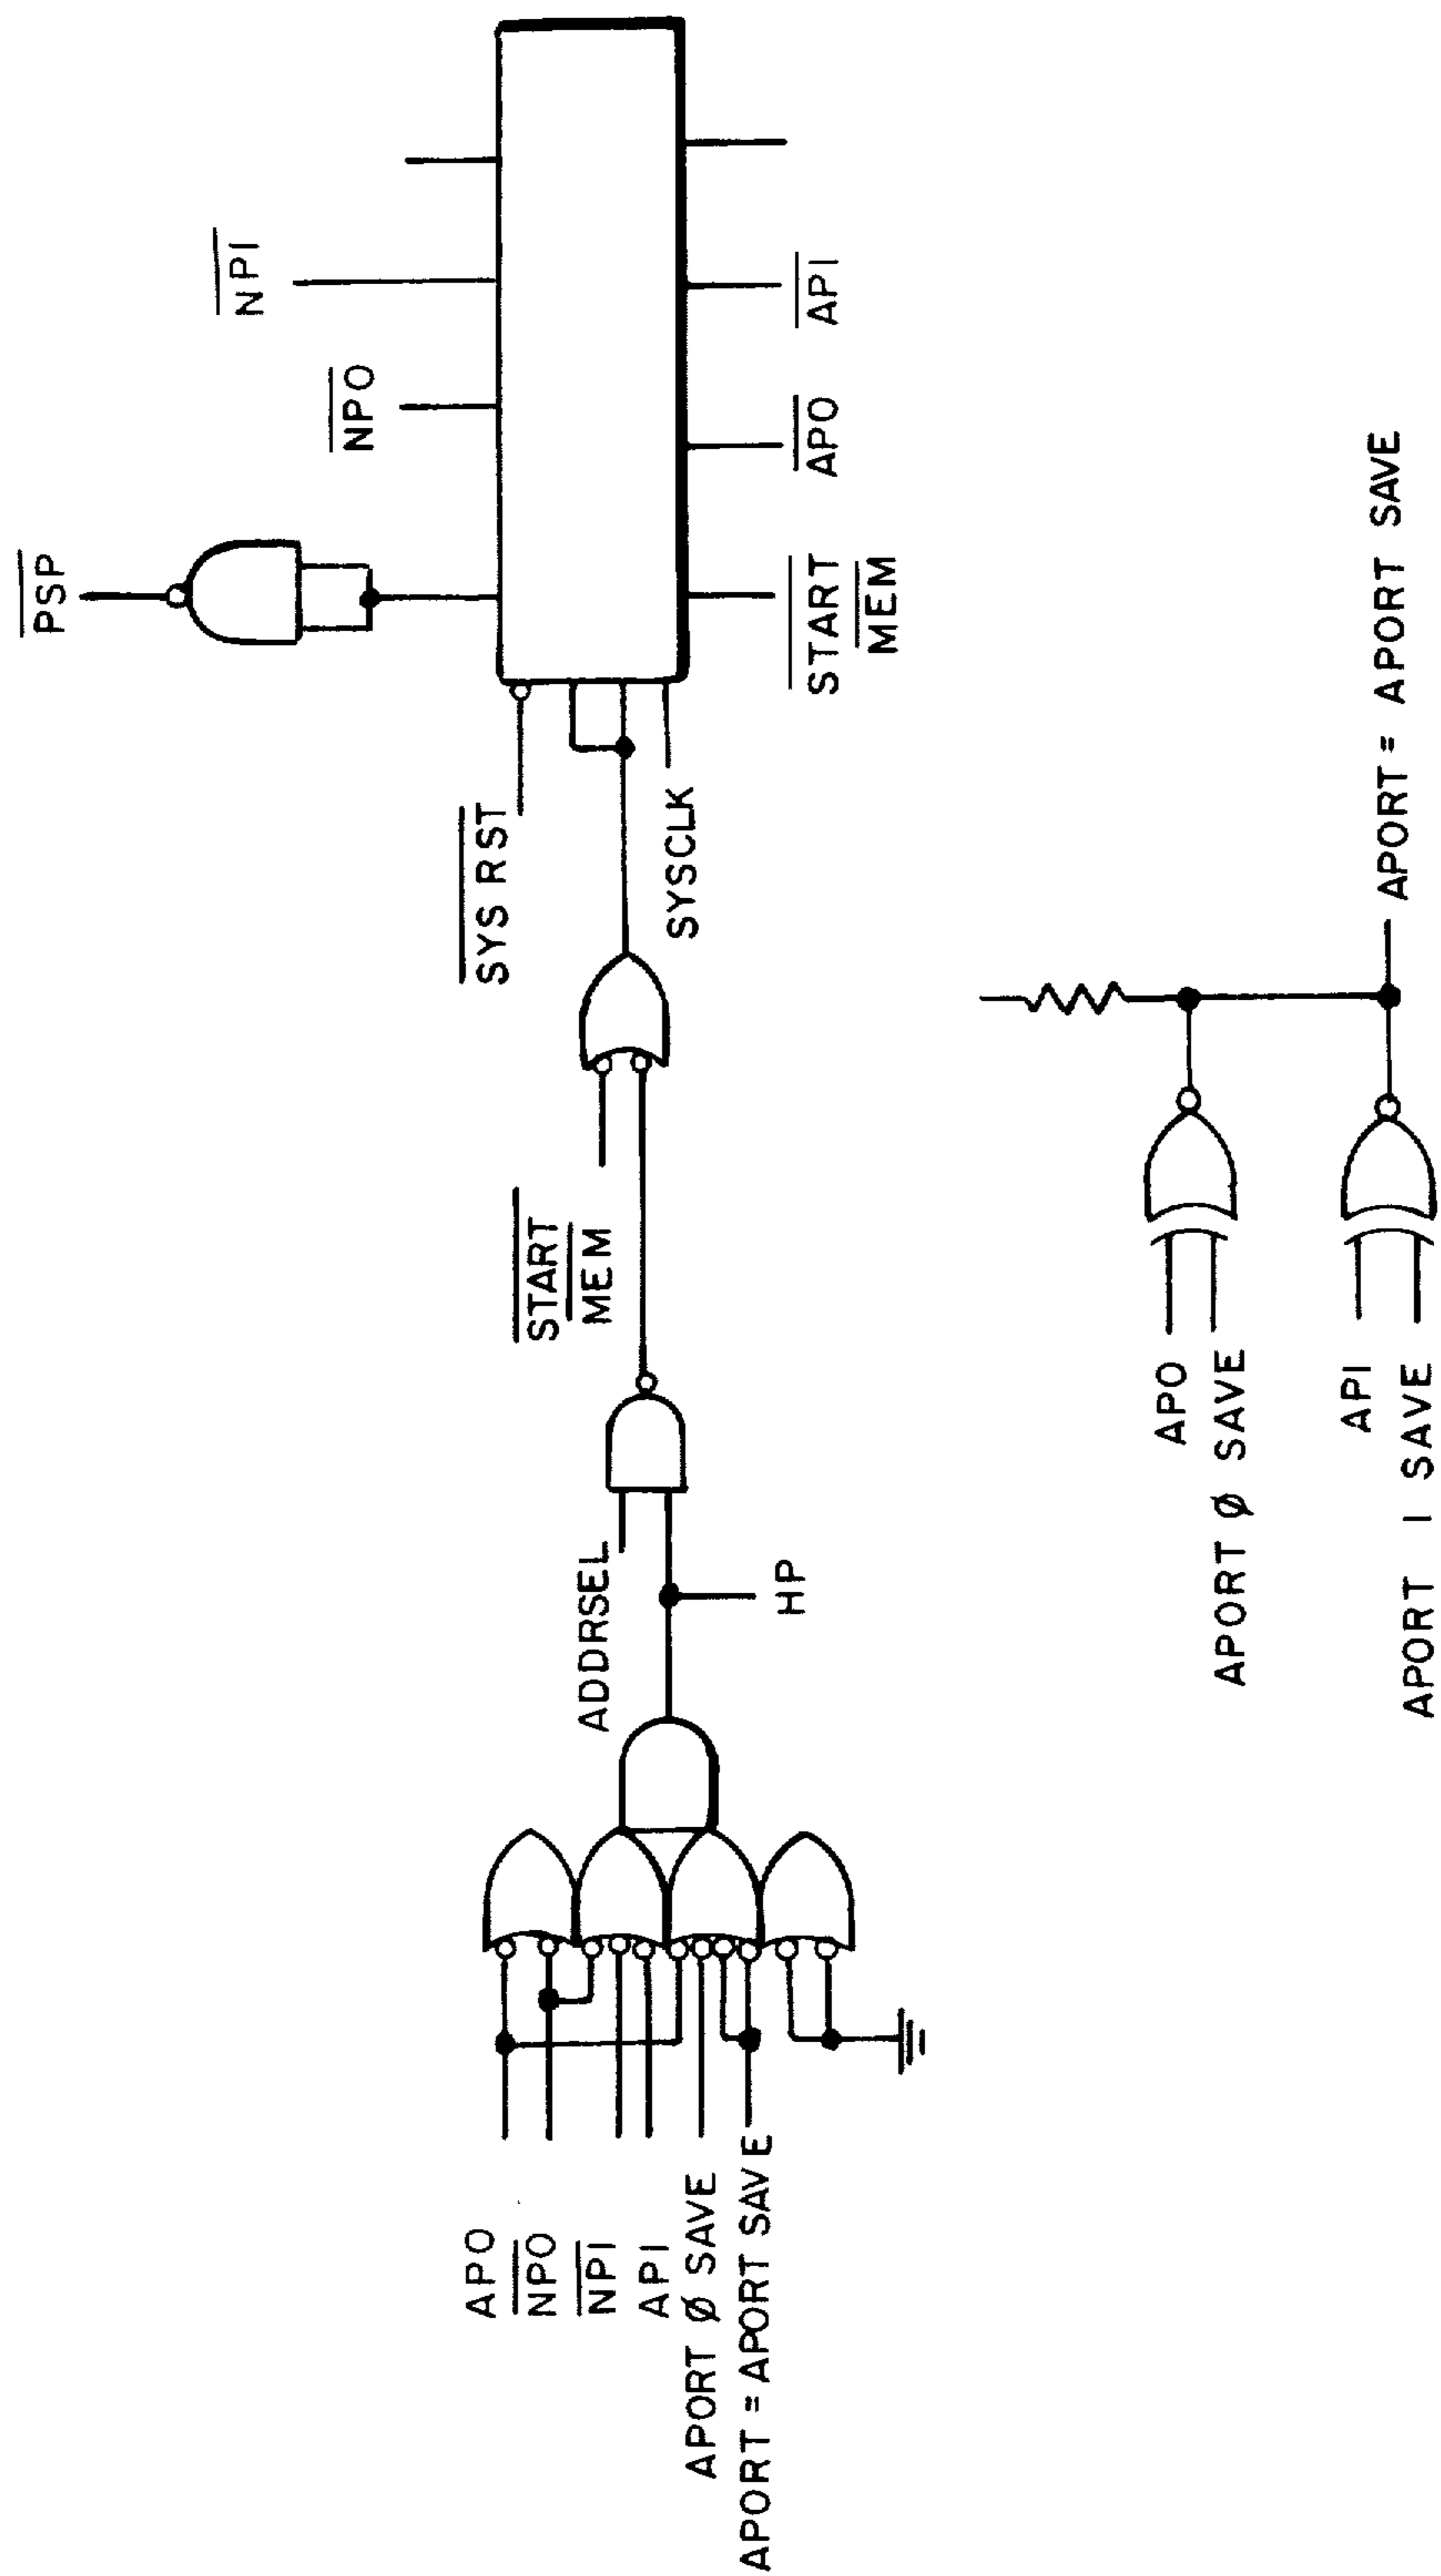 APO
NPO
NPI
API
APORT Ø SAVE
APORT = APORT SAVE
ADDRSEL
HP
START
MEM
SYS RST
SYSCLK
PSP
NPO
NPI
START
MEM
APO
API
APO
APORT Ø SAVE
API
APORT 1 SAVE
APORT = APORT SAVE